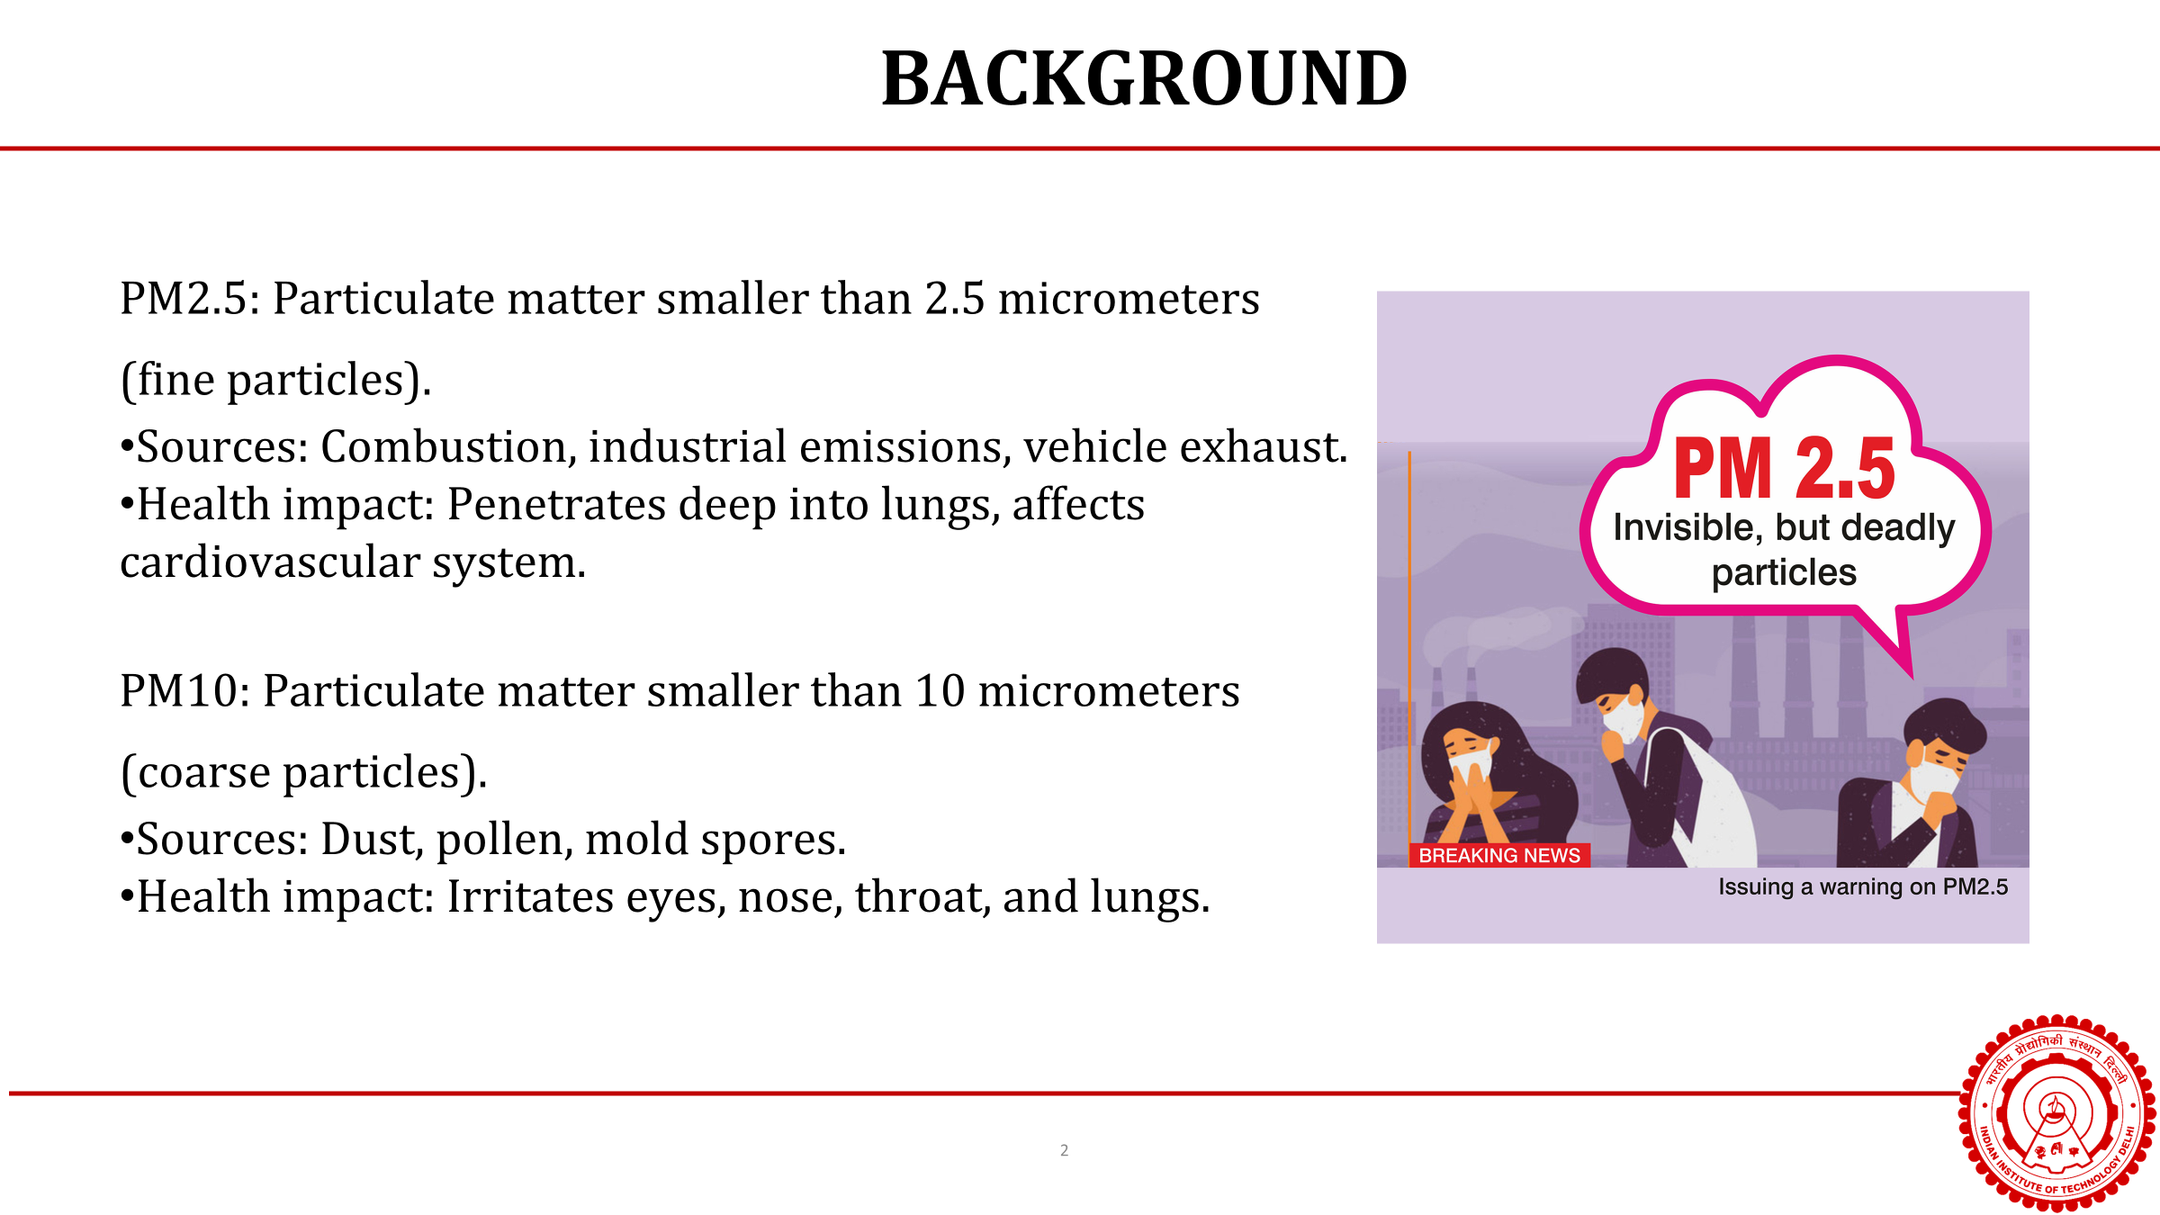 BACKGROUND
PM2.5: Particulate matter smaller than 2.5 micrometers
(fine particles).
•Sources: Combustion, industrial emissions, vehicle exhaust.
•Health impact: Penetrates deep into lungs, affects
cardiovascular system.
PM10: Particulate matter smaller than 10 micrometers
(coarse particles).
•Sources: Dust, pollen, mold spores.
•Health impact: Irritates eyes, nose, throat, and lungs.
PM 2.5
Invisible, but deadly
particles
BREAKING NEWS
Issuing a warning on PM2.5
भारतीय प्रौद्योगिकी संस्थान दिल्ली
INDIAN INSTITUTE OF TECHNOLOGY DELHI
2